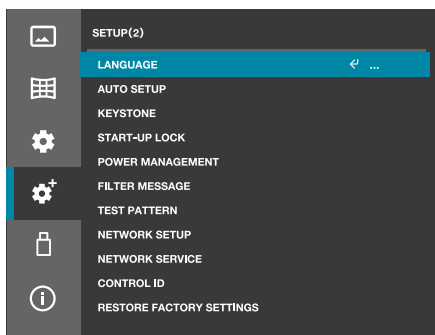 SETUP(2)
LANGUAGE ...
AUTO SETUP
KEYSTONE
START-UP LOCK
POWER MANAGEMENT
FILTER MESSAGE
TEST PATTERN
NETWORK SETUP
NETWORK SERVICE
CONTROL ID
RESTORE FACTORY SETTINGS